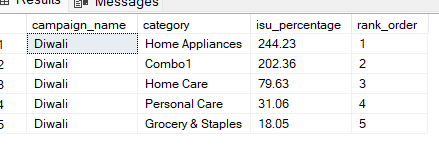 Results Messages
campaign_name category isu_percentage rank_order
1 Diwali Home Appliances 244.23 1
2 Diwali Combo1 202.36 2
3 Diwali Home Care 79.63 3
4 Diwali Personal Care 31.06 4
5 Diwali Grocery & Staples 18.05 5